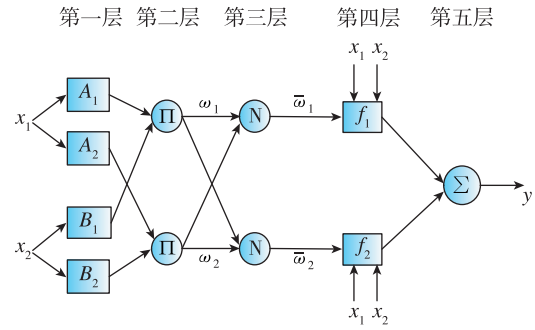 第一层 第二层 第三层 第四层 第五层
x₁ x₂
A₁ Π ω₁ N ω̅₁ f₁
x₁
A₂
Σ
y
B₁
x₂
B₂ Π ω₂ N ω̅₂ f₂
x₁ x₂